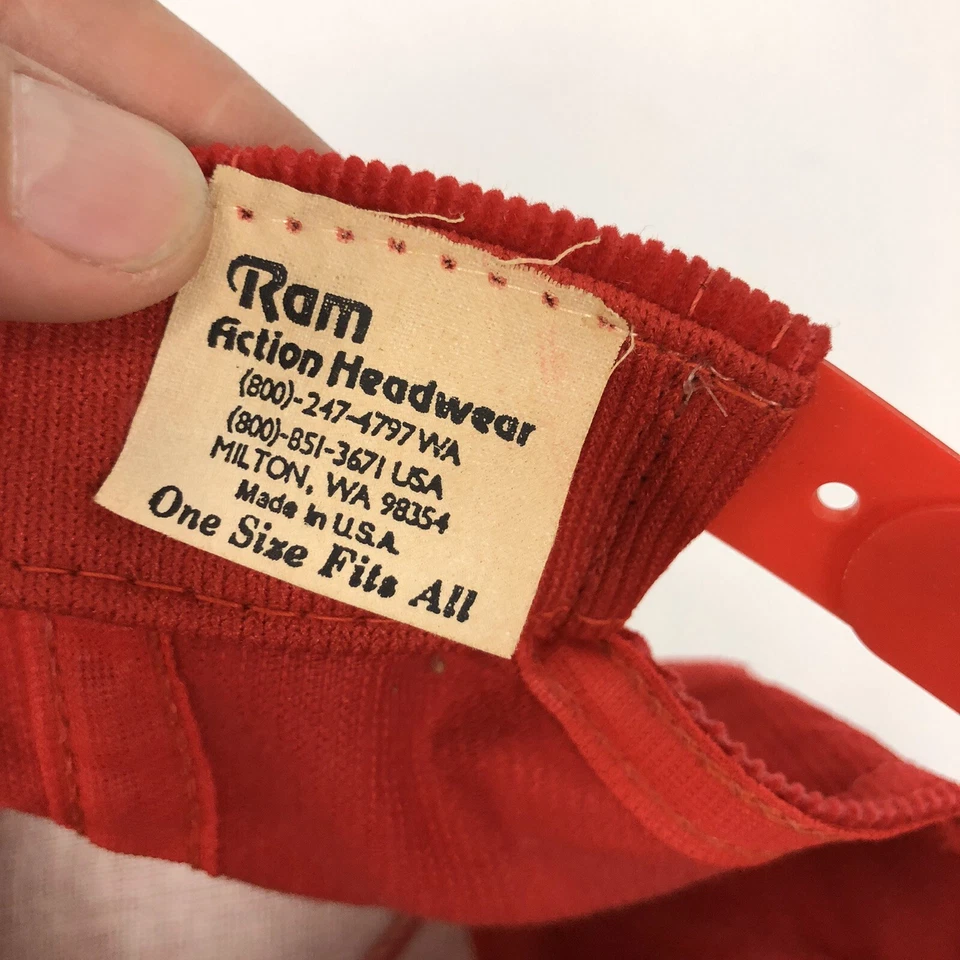 Ram
Action Headwear
(800)-247-4797 WA
(800)-851-3671 USA
MILTON, WA 98354
Made in U.S.A.
One Size Fits All